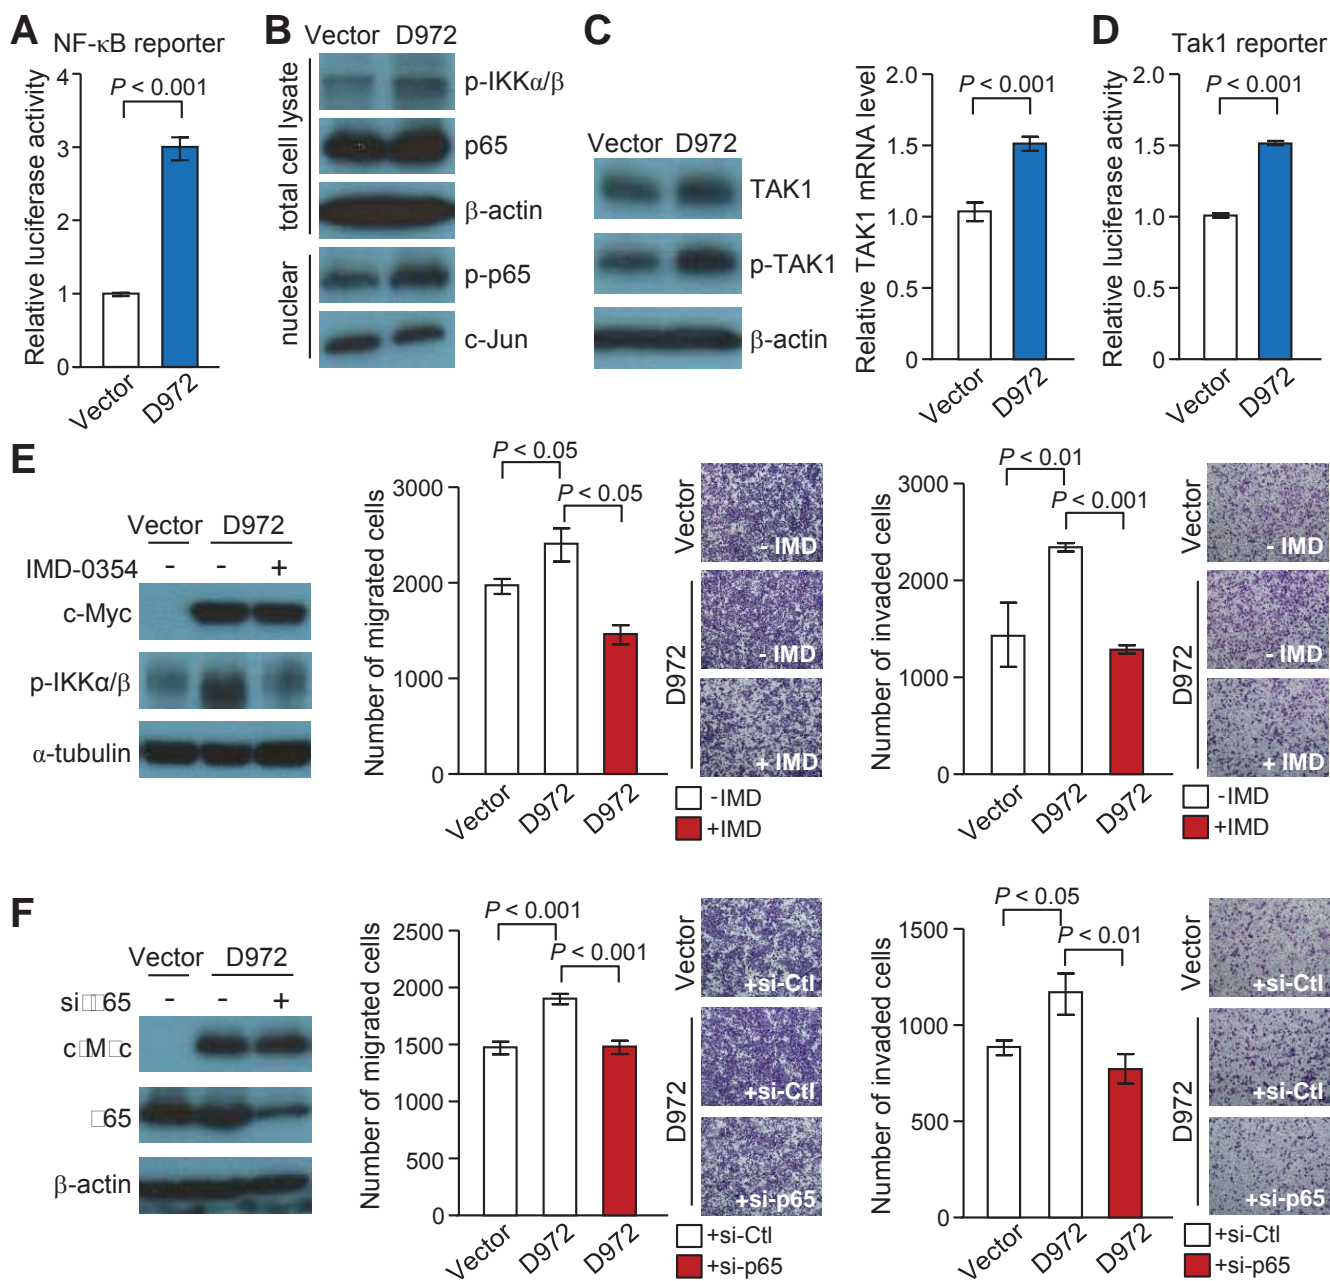 A
NF-κB reporter
P < 0.001
Relative luciferase activity
4
3
2
1
0
Vector
D972
B
Vector D972
total cell lysate
nuclear
p-IKKα/β
p65
β-actin
p-p65
c-Jun
C
Vector D972
TAK1
p-TAK1
β-actin
P < 0.001
Relative TAK1 mRNA level
2.0
1.5
1.0
0.5
0
Vector
D972
D
Tak1 reporter
P < 0.001
Relative luciferase activity
2.0
1.5
1.0
0.5
0
Vector
D972
E
Vector D972
IMD-0354 - - +
c-Myc
p-IKKα/β
α-tubulin
P < 0.05
P < 0.05
Number of migrated cells
3000
2000
1000
0
Vector
D972
D972
Vector
D972
- IMD
- IMD
+ IMD
-IMD
+IMD
P < 0.01
P < 0.001
Number of invaded cells
3000
2000
1000
0
Vector
D972
D972
Vector
D972
- IMD
- IMD
+ IMD
-IMD
+IMD
F
Vector D972
si□□65 - - +
c□M□c
□65
β-actin
P < 0.001
P < 0.001
Number of migrated cells
2500
2000
1500
1000
500
0
Vector
D972
D972
Vector
D972
+si-Ctl
+si-Ctl
+si-p65
+si-Ctl
+si-p65
P < 0.05
P < 0.01
Number of invaded cells
1500
1000
500
0
Vector
D972
D972
Vector
D972
+si-Ctl
+si-Ctl
+si-p65
+si-Ctl
+si-p65